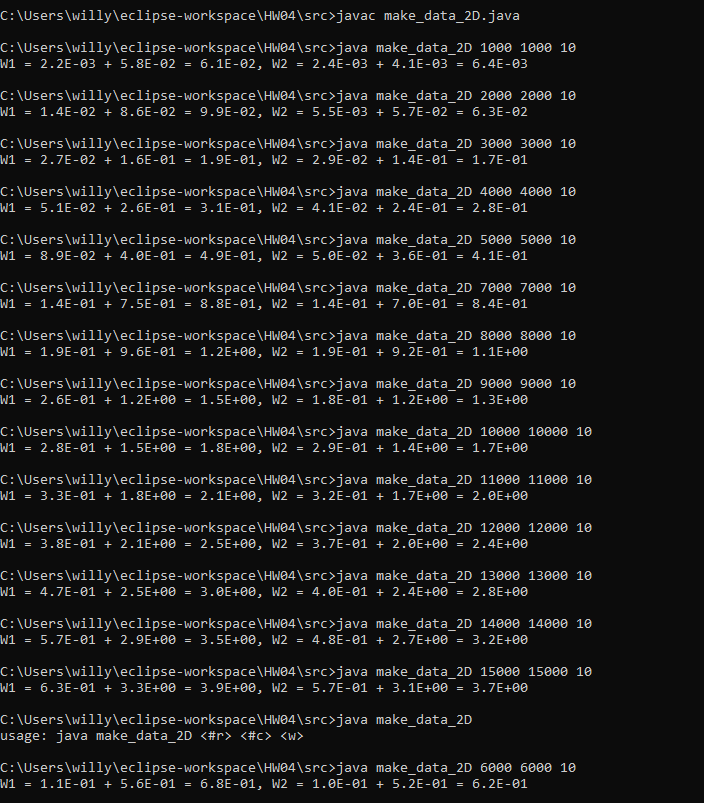 C:\Users\willy\eclipse-workspace\HW04\src>javac make_data_2D.java
C:\Users\willy\eclipse-workspace\HW04\src>java make_data_2D 1000 1000 10
W1 = 2.2E-03 + 5.8E-02 = 6.1E-02, W2 = 2.4E-03 + 4.1E-03 = 6.4E-03
C:\Users\willy\eclipse-workspace\HW04\src>java make_data_2D 2000 2000 10
W1 = 1.4E-02 + 8.6E-02 = 9.9E-02, W2 = 5.5E-03 + 5.7E-02 = 6.3E-02
C:\Users\willy\eclipse-workspace\HW04\src>java make_data_2D 3000 3000 10
W1 = 2.7E-02 + 1.6E-01 = 1.9E-01, W2 = 2.9E-02 + 1.4E-01 = 1.7E-01
C:\Users\willy\eclipse-workspace\HW04\src>java make_data_2D 4000 4000 10
W1 = 5.1E-02 + 2.6E-01 = 3.1E-01, W2 = 4.1E-02 + 2.4E-01 = 2.8E-01
C:\Users\willy\eclipse-workspace\HW04\src>java make_data_2D 5000 5000 10
W1 = 8.9E-02 + 4.0E-01 = 4.9E-01, W2 = 5.0E-02 + 3.6E-01 = 4.1E-01
C:\Users\willy\eclipse-workspace\HW04\src>java make_data_2D 7000 7000 10
W1 = 1.4E-01 + 7.5E-01 = 8.8E-01, W2 = 1.4E-01 + 7.0E-01 = 8.4E-01
C:\Users\willy\eclipse-workspace\HW04\src>java make_data_2D 8000 8000 10
W1 = 1.9E-01 + 9.6E-01 = 1.2E+00, W2 = 1.9E-01 + 9.2E-01 = 1.1E+00
C:\Users\willy\eclipse-workspace\HW04\src>java make_data_2D 9000 9000 10
W1 = 2.6E-01 + 1.2E+00 = 1.5E+00, W2 = 1.8E-01 + 1.2E+00 = 1.3E+00
C:\Users\willy\eclipse-workspace\HW04\src>java make_data_2D 10000 10000 10
W1 = 2.8E-01 + 1.5E+00 = 1.8E+00, W2 = 2.9E-01 + 1.4E+00 = 1.7E+00
C:\Users\willy\eclipse-workspace\HW04\src>java make_data_2D 11000 11000 10
W1 = 3.3E-01 + 1.8E+00 = 2.1E+00, W2 = 3.2E-01 + 1.7E+00 = 2.0E+00
C:\Users\willy\eclipse-workspace\HW04\src>java make_data_2D 12000 12000 10
W1 = 3.8E-01 + 2.1E+00 = 2.5E+00, W2 = 3.7E-01 + 2.0E+00 = 2.4E+00
C:\Users\willy\eclipse-workspace\HW04\src>java make_data_2D 13000 13000 10
W1 = 4.7E-01 + 2.5E+00 = 3.0E+00, W2 = 4.0E-01 + 2.4E+00 = 2.8E+00
C:\Users\willy\eclipse-workspace\HW04\src>java make_data_2D 14000 14000 10
W1 = 5.7E-01 + 2.9E+00 = 3.5E+00, W2 = 4.8E-01 + 2.7E+00 = 3.2E+00
C:\Users\willy\eclipse-workspace\HW04\src>java make_data_2D 15000 15000 10
W1 = 6.3E-01 + 3.3E+00 = 3.9E+00, W2 = 5.7E-01 + 3.1E+00 = 3.7E+00
C:\Users\willy\eclipse-workspace\HW04\src>java make_data_2D
usage: java make_data_2D <#r> <#c> <w>
C:\Users\willy\eclipse-workspace\HW04\src>java make_data_2D 6000 6000 10
W1 = 1.1E-01 + 5.6E-01 = 6.8E-01, W2 = 1.0E-01 + 5.2E-01 = 6.2E-01